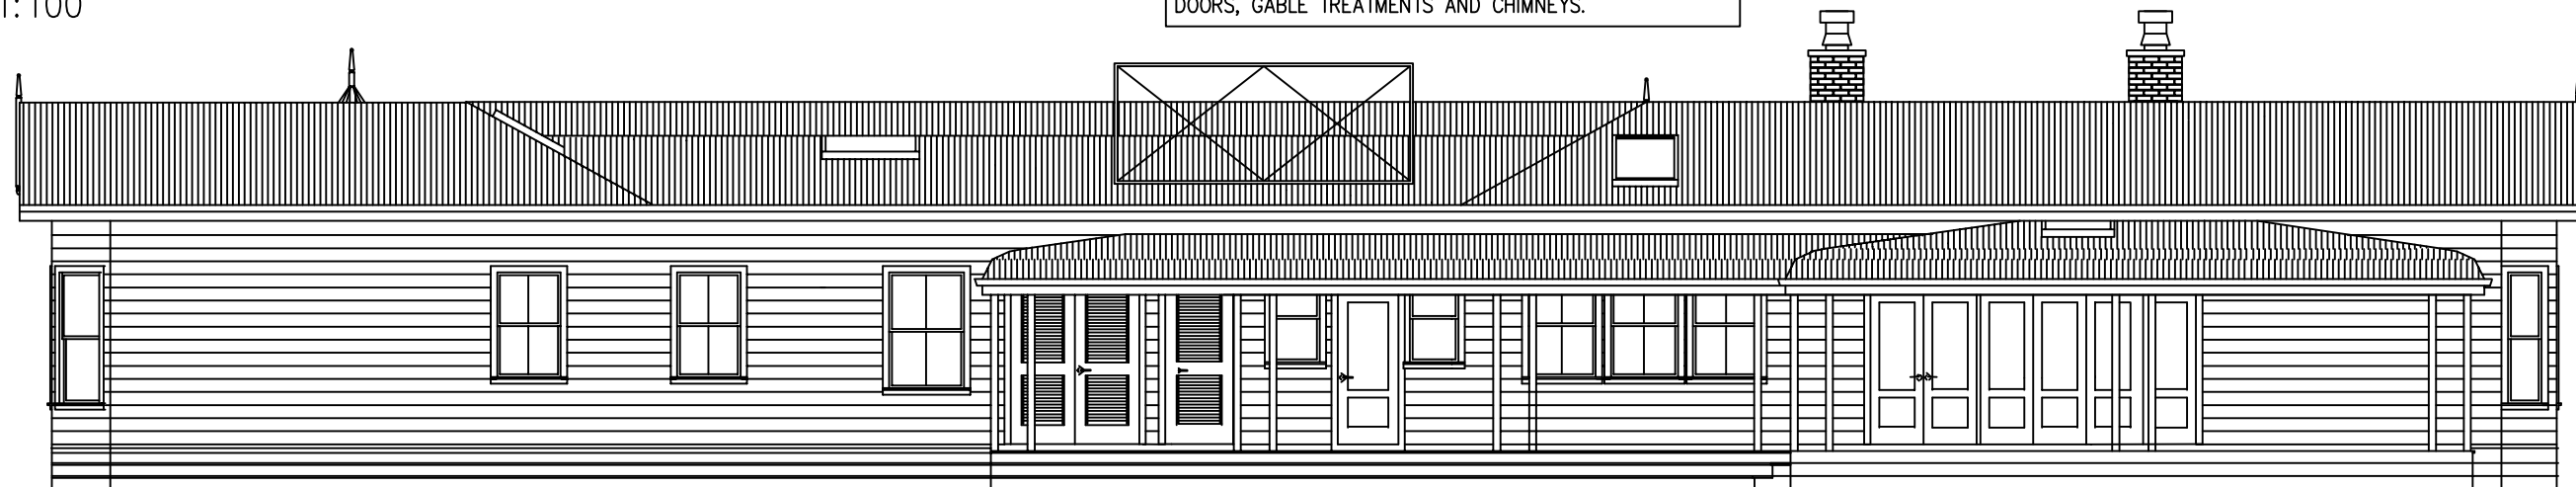 1:100
DOORS, GABLE TREATMENTS AND CHIMNEYS.